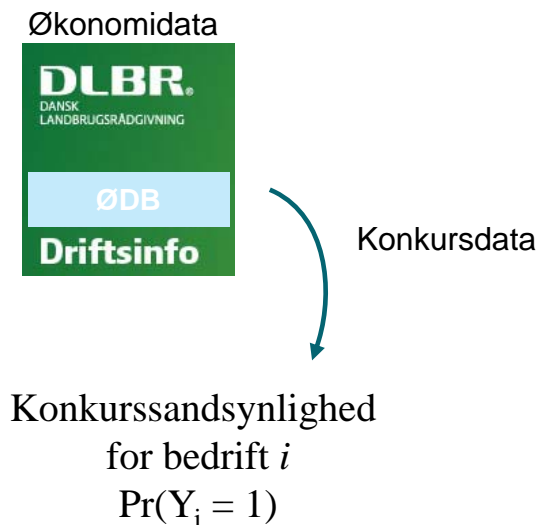 Økonomidata
DLBR®
DANSK
LANDBRUGSRÅDGIVNING
ØDB
Driftsinfo
Konkursdata
Konkurssandsynlighed
for bedrift i
Pr(Yi = 1)